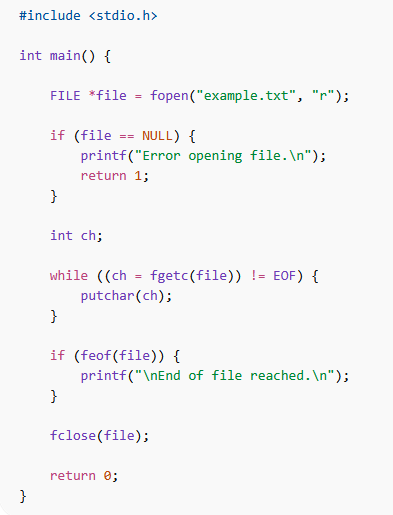 #include <stdio.h>
int main() {
FILE *file = fopen("example.txt", "r");
if (file == NULL) {
printf("Error opening file.\n");
return 1;
}
int ch;
while ((ch = fgetc(file)) != EOF) {
putchar(ch);
}
if (feof(file)) {
printf("\nEnd of file reached.\n");
}
fclose(file);
return 0;
}